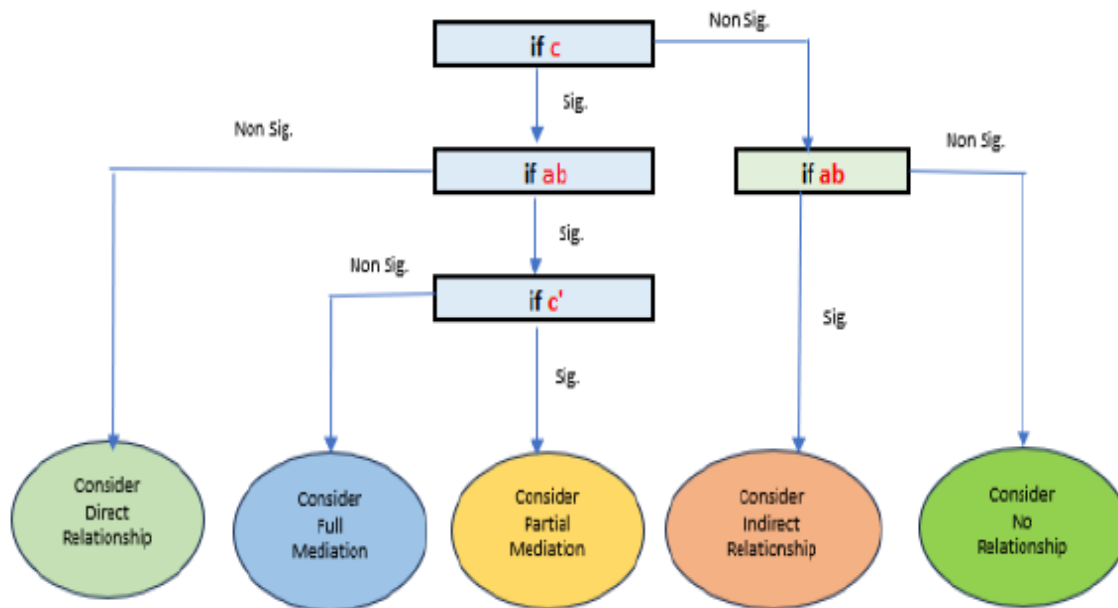 Non Sig.
if c
Sig.
Non Sig.
Non Sig.
if ab
if ab
Sig.
Non Sig.
if c'
Sig.
Sig.
Consider
Direct
Relationship
Consider
Full
Mediation
Consider
Partial
Mediation
Consider
Indirect
Relationship
Consider
No
Relationship